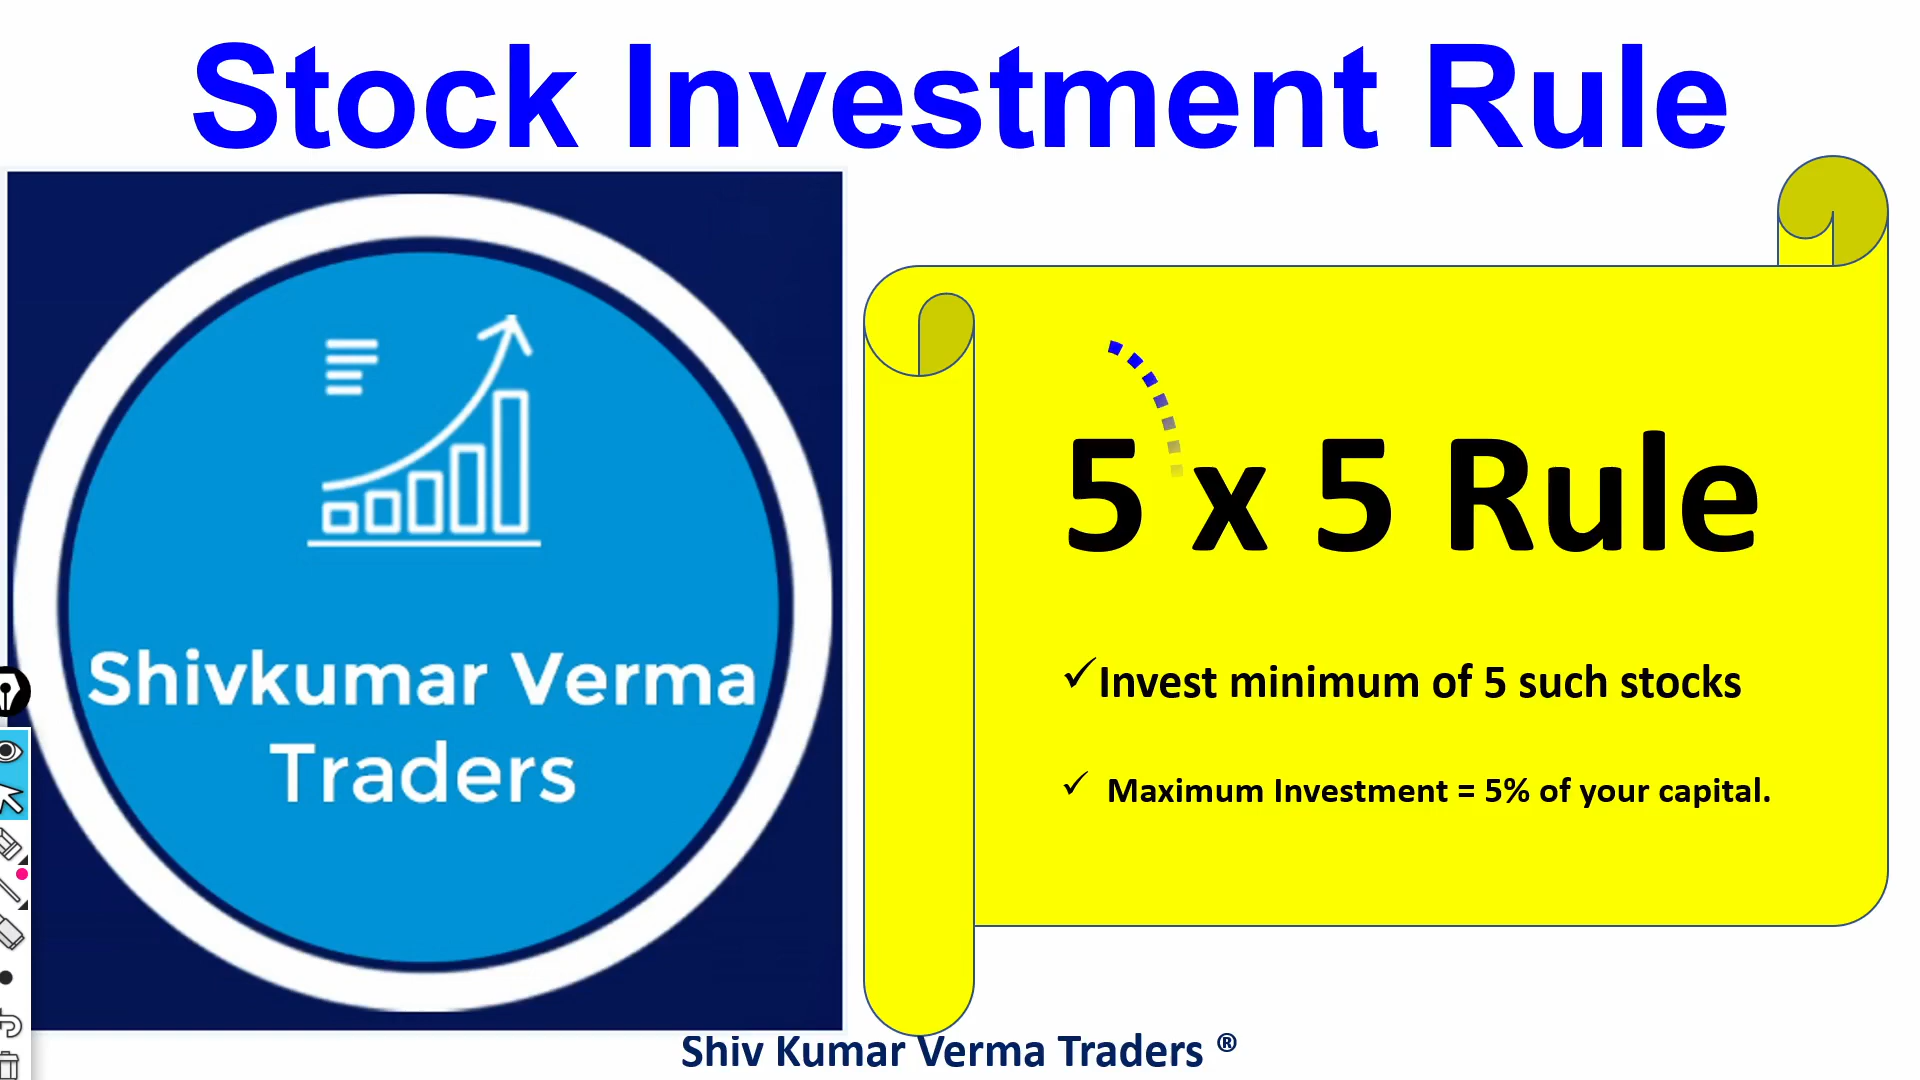 Stock Investment Rule
Shivkumar Verma
Traders
5 x 5 Rule
✓Invest minimum of 5 such stocks
✓ Maximum Investment = 5% of your capital.
Shiv Kumar Verma Traders ®